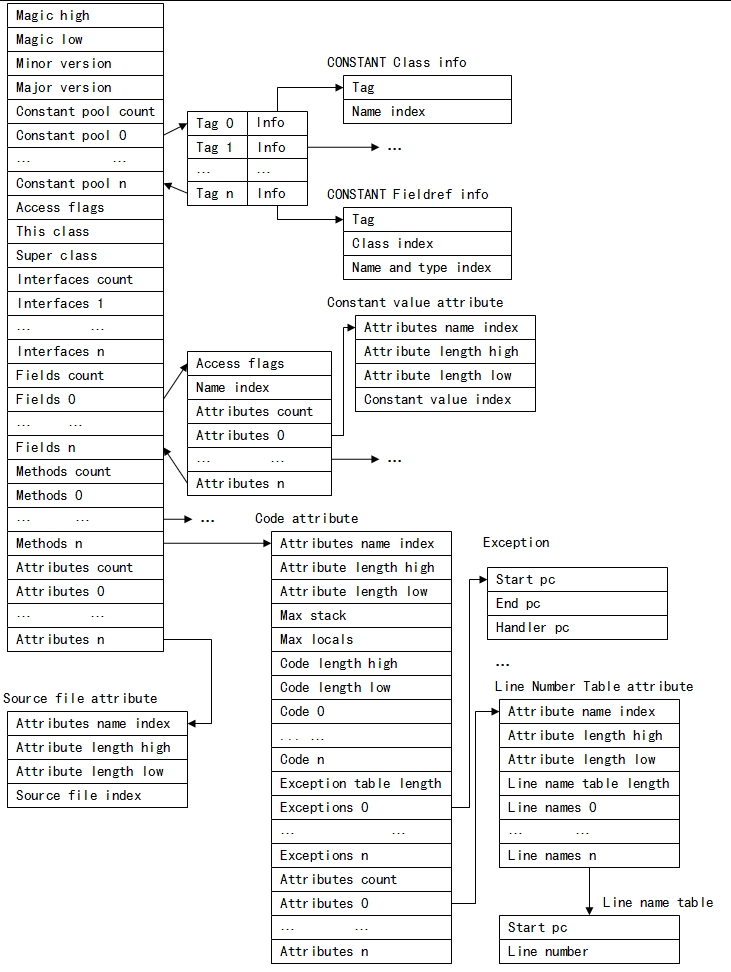 Magic high
Magic low
Minor version
Major version
Constant pool count
Constant pool 0
… …
Constant pool n
Access flags
This class
Super class
Interfaces count
Interfaces 1
… …
Interfaces n
Fields count
Fields 0
… …
Fields n
Methods count
Methods 0
… …
Methods n
Attributes count
Attributes 0
… …
Attributes n
Tag 0 Info
Tag 1 Info
… …
Tag n Info
CONSTANT Class info
Tag
Name index
…
CONSTANT Fieldref info
Tag
Class index
Name and type index
Access flags
Name index
Attributes count
Attributes 0
… …
Attributes n
Constant value attribute
Attributes name index
Attribute length high
Attribute length low
Constant value index
…
…
Code attribute
Attributes name index
Attribute length high
Attribute length low
Max stack
Max locals
Code length high
Code length low
Code 0
... …
Code n
Exception table length
Exceptions 0
… …
Exceptions n
Attributes count
Attributes 0
… …
Attributes n
Exception
Start pc
End pc
Handler pc
…
Line Number Table attribute
Attribute name index
Attribute length high
Attribute length low
Line name table length
Line names 0
… …
Line names n
Line name table
Start pc
Line number
Source file attribute
Attributes name index
Attribute length high
Attribute length low
Source file index